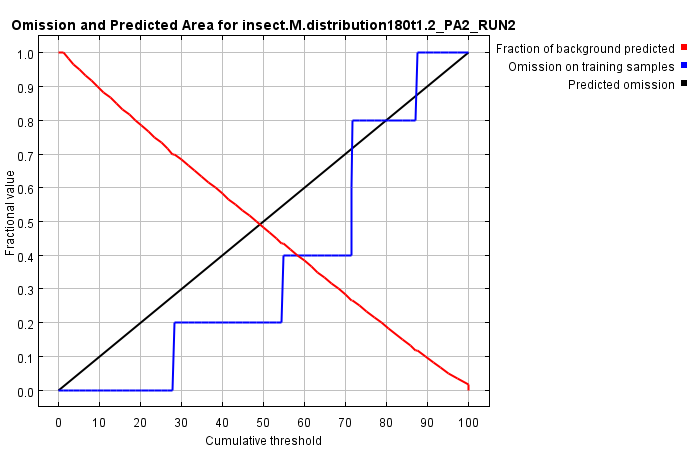 Omission and Predicted Area for insect.M.distribution180t1.2_PA2_RUN2
Fraction of background predicted
Omission on training samples
Predicted omission
Fractional value
1.0
0.9
0.8
0.7
0.6
0.5
0.4
0.3
0.2
0.1
0.0
0 10 20 30 40 50 60 70 80 90 100
Cumulative threshold